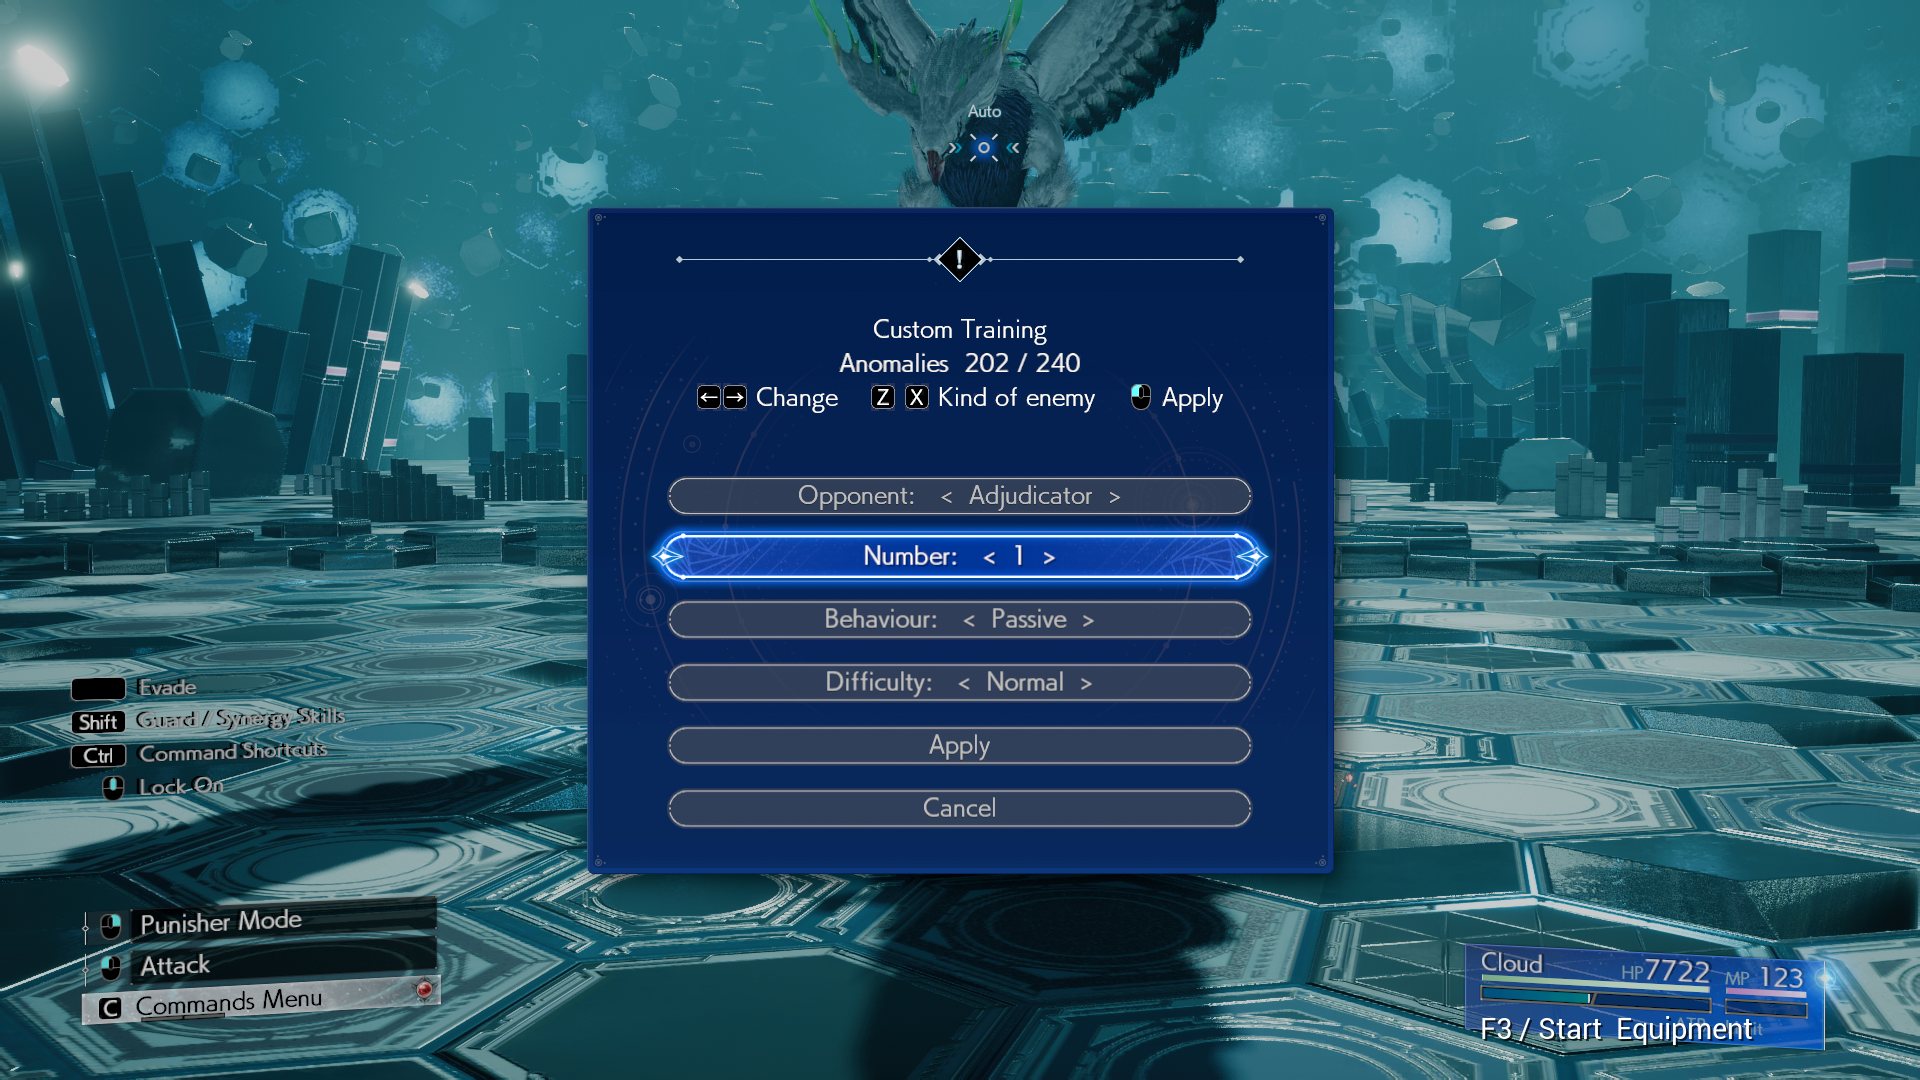 Auto
!
Custom Training
Anomalies 202 / 240
←→ Change Z X Kind of enemy Apply
Opponent: < Adjudicator >
Number: < 1 >
Behaviour: < Passive >
Difficulty: < Normal >
Apply
Cancel
Evade
Shift Guard / Synergy Skills
Ctrl Command Shortcuts
Lock On
Punisher Mode
Attack
C Commands Menu
Cloud HP 7722 MP 123
F3 / Start Equipment